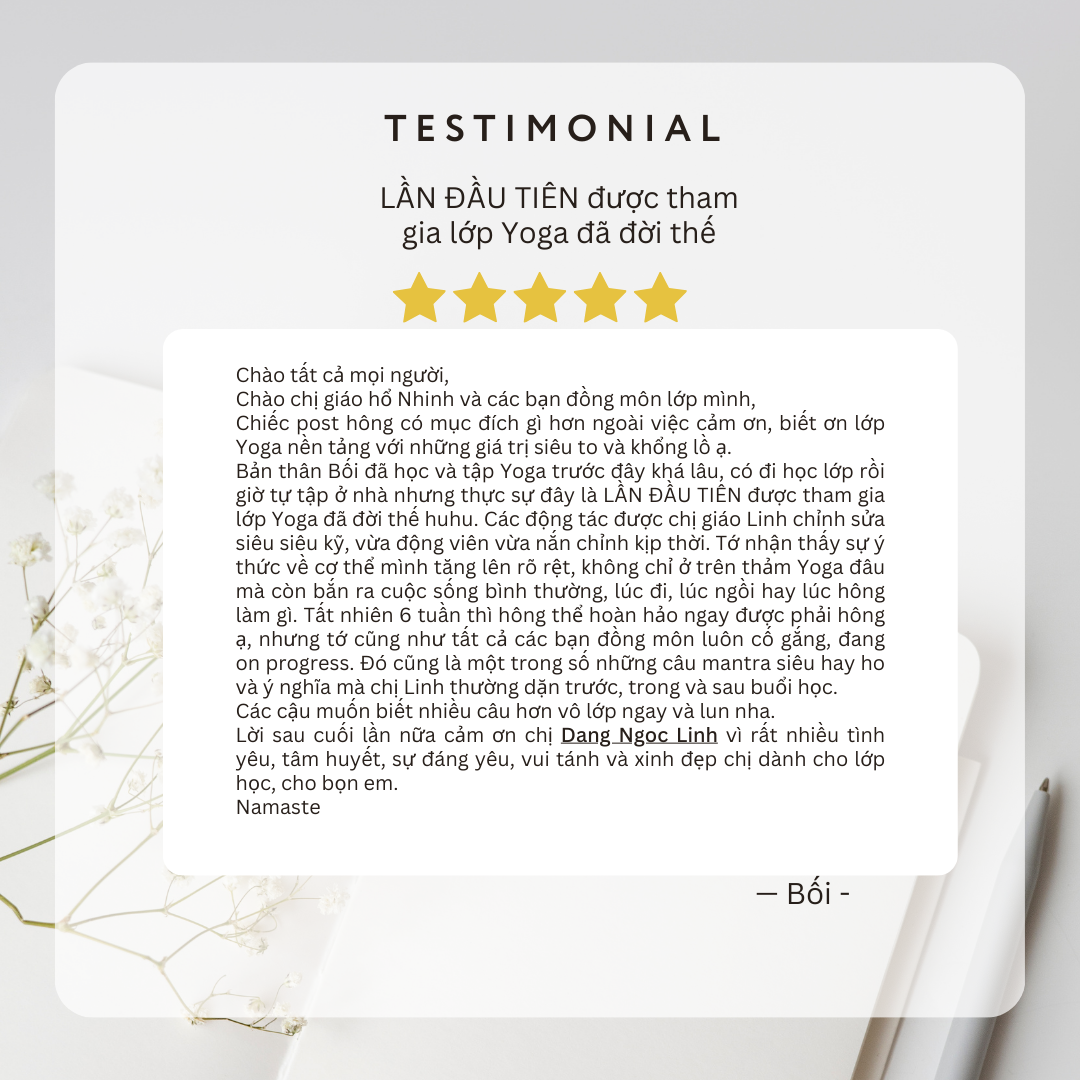 TESTIMONIAL
LẦN ĐẦU TIÊN được tham
gia lớp Yoga đã đời thế
Chào tất cả mọi người,
Chào chị giáo hổ Nhinh và các bạn đồng môn lớp mình,
Chiếc post hông có mục đích gì hơn ngoài việc cảm ơn, biết ơn lớp
Yoga nền tảng với những giá trị siêu to và khổng lồ ạ.
Bản thân Bối đã học và tập Yoga trước đây khá lâu, có đi học lớp rồi
giờ tự tập ở nhà nhưng thực sự đây là LẦN ĐẦU TIÊN được tham gia
lớp Yoga đã đời thế huhu. Các động tác được chị giáo Linh chỉnh sửa
siêu siêu kỹ, vừa động viên vừa nắn chỉnh kịp thời. Tớ nhận thấy sự ý
thức về cơ thể mình tăng lên rõ rệt, không chỉ ở trên thảm Yoga đâu
mà còn bắn ra cuộc sống bình thường, lúc đi, lúc ngồi hay lúc hông
làm gì. Tất nhiên 6 tuần thì hông thể hoàn hảo ngay được phải hông
ạ, nhưng tớ cũng như tất cả các bạn đồng môn luôn cố gắng, đang
on progress. Đó cũng là một trong số những câu mantra siêu hay ho
và ý nghĩa mà chị Linh thường dặn trước, trong và sau buổi học.
Các cậu muốn biết nhiều câu hơn vô lớp ngay và lun nha.
Lời sau cuối lần nữa cảm ơn chị Dang Ngoc Linh vì rất nhiều tình
yêu, tâm huyết, sự đáng yêu, vui tánh và xinh đẹp chị dành cho lớp
học, cho bọn em.
Namaste
— Bối -